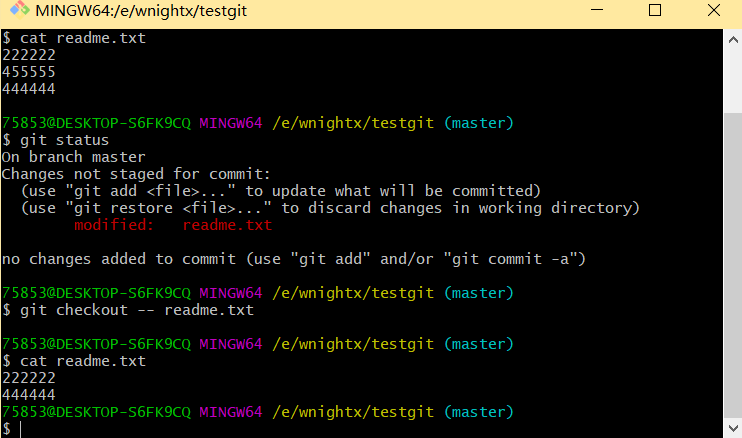 MINGW64:/e/wnightx/testgit
$ cat readme.txt
222222
455555
444444
75853@DESKTOP-S6FK9CQ MINGW64 /e/wnightx/testgit (master)
$ git status
On branch master
Changes not staged for commit:
  (use "git add <file>..." to update what will be committed)
  (use "git restore <file>..." to discard changes in working directory)
        modified:   readme.txt
no changes added to commit (use "git add" and/or "git commit -a")
75853@DESKTOP-S6FK9CQ MINGW64 /e/wnightx/testgit (master)
$ git checkout -- readme.txt
75853@DESKTOP-S6FK9CQ MINGW64 /e/wnightx/testgit (master)
$ cat readme.txt
222222
444444
75853@DESKTOP-S6FK9CQ MINGW64 /e/wnightx/testgit (master)
$